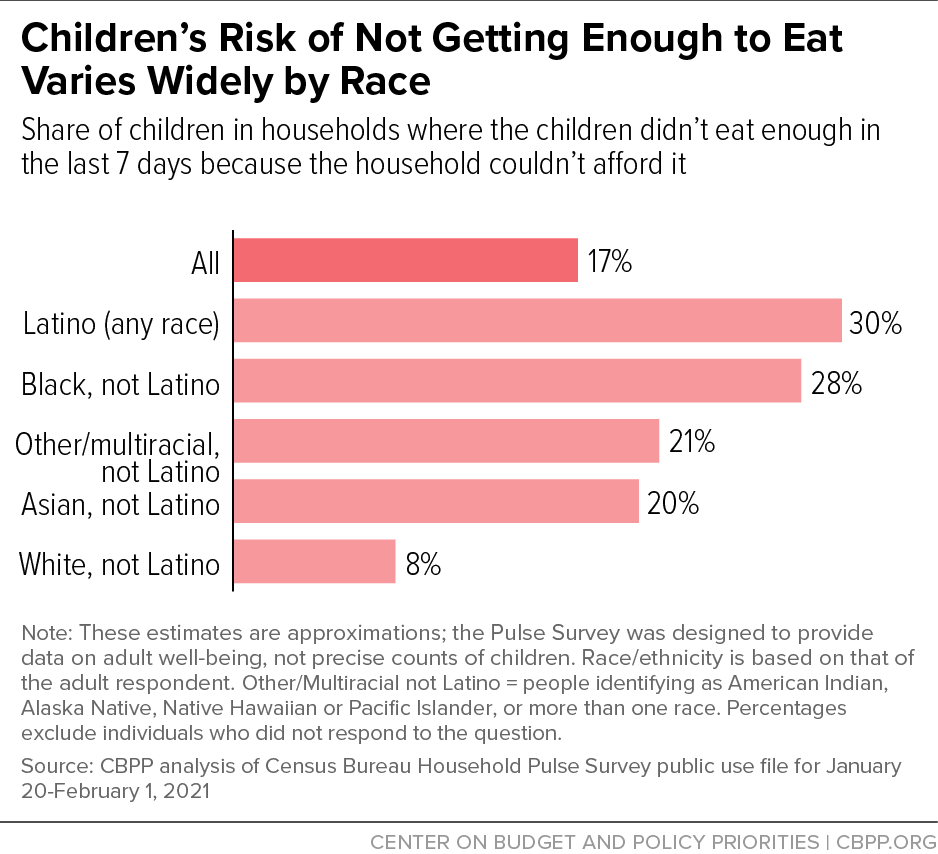 Children’s Risk of Not Getting Enough to Eat
Varies Widely by Race
Share of children in households where the children didn’t eat enough in
the last 7 days because the household couldn’t afford it
All 17%
Latino (any race) 30%
Black, not Latino 28%
Other/multiracial, 21%
not Latino
Asian, not Latino 20%
White, not Latino 8%
Note: These estimates are approximations; the Pulse Survey was designed to provide
data on adult well-being, not precise counts of children. Race/ethnicity is based on that of
the adult respondent. Other/Multiracial not Latino = people identifying as American Indian,
Alaska Native, Native Hawaiian or Pacific Islander, or more than one race. Percentages
exclude individuals who did not respond to the question.
Source: CBPP analysis of Census Bureau Household Pulse Survey public use file for January
20-February 1, 2021
CENTER ON BUDGET AND POLICY PRIORITIES | CBPP.ORG